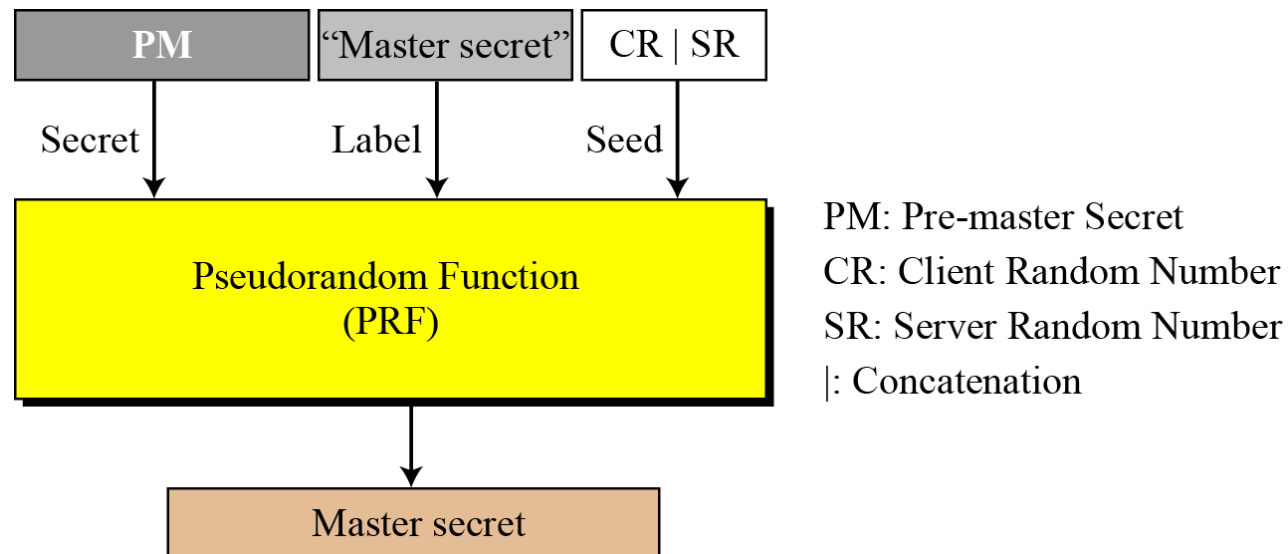 PM
“Master secret”
CR | SR
Secret
Label
Seed
Pseudorandom Function
(PRF)
PM: Pre-master Secret
CR: Client Random Number
SR: Server Random Number
|: Concatenation
Master secret